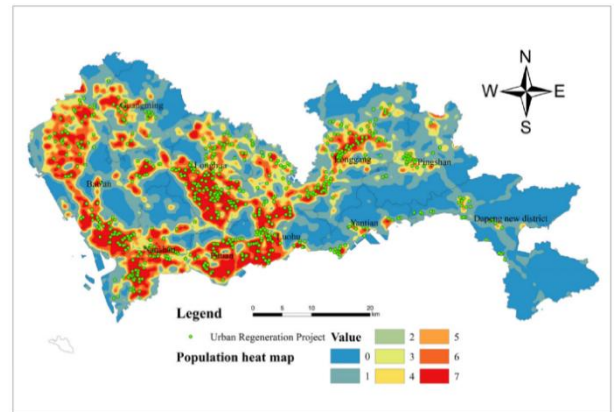 N
W E
S
Guangming
Longhua
Longgang
Pingshan
Bao'an
Yantian
Dapeng new district
Luohu
Nanshan
Futian
Legend
0 5 10 20
km
Urban Regeneration Project
Population heat map
Value
0
1
2
3
4
5
6
7